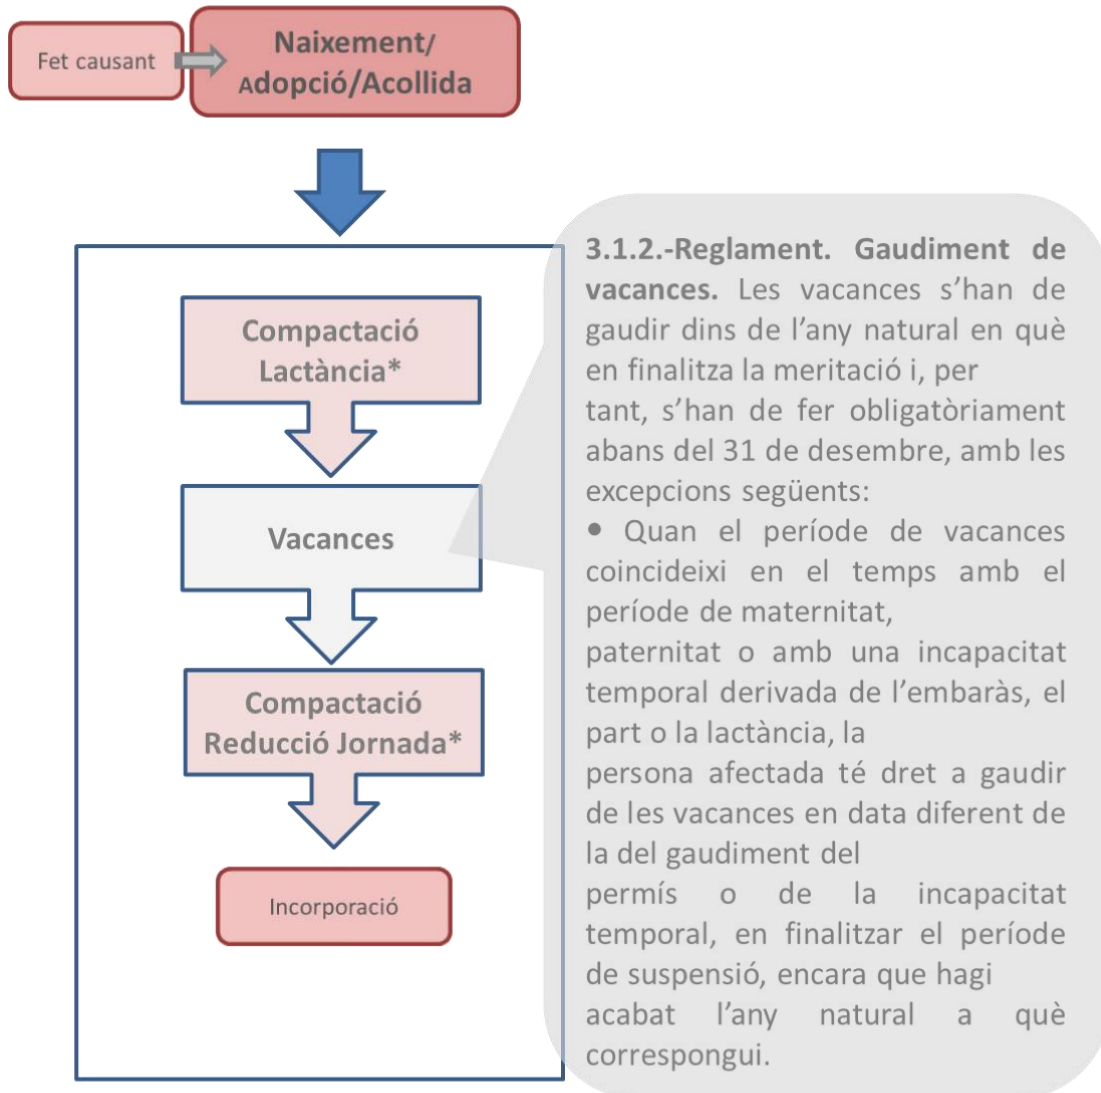 Fet causant
Naixement/
Adopció/Acollida
Compactació
Lactància*
Vacances
Compactació
Reducció Jornada*
Incorporació
3.1.2.-Reglament. Gaudiment de
vacances. Les vacances s’han de
gaudir dins de l’any natural en què
en finalitza la meritació i, per
tant, s’han de fer obligatòriament
abans del 31 de desembre, amb les
excepcions següents:
• Quan el període de vacances
coincideixi en el temps amb el
període de maternitat,
paternitat o amb una incapacitat
temporal derivada de l’embaràs, el
part o la lactància, la
persona afectada té dret a gaudir
de les vacances en data diferent de
la del gaudiment del
permís o de la incapacitat
temporal, en finalitzar el període
de suspensió, encara que hagi
acabat l’any natural a què
correspongui.